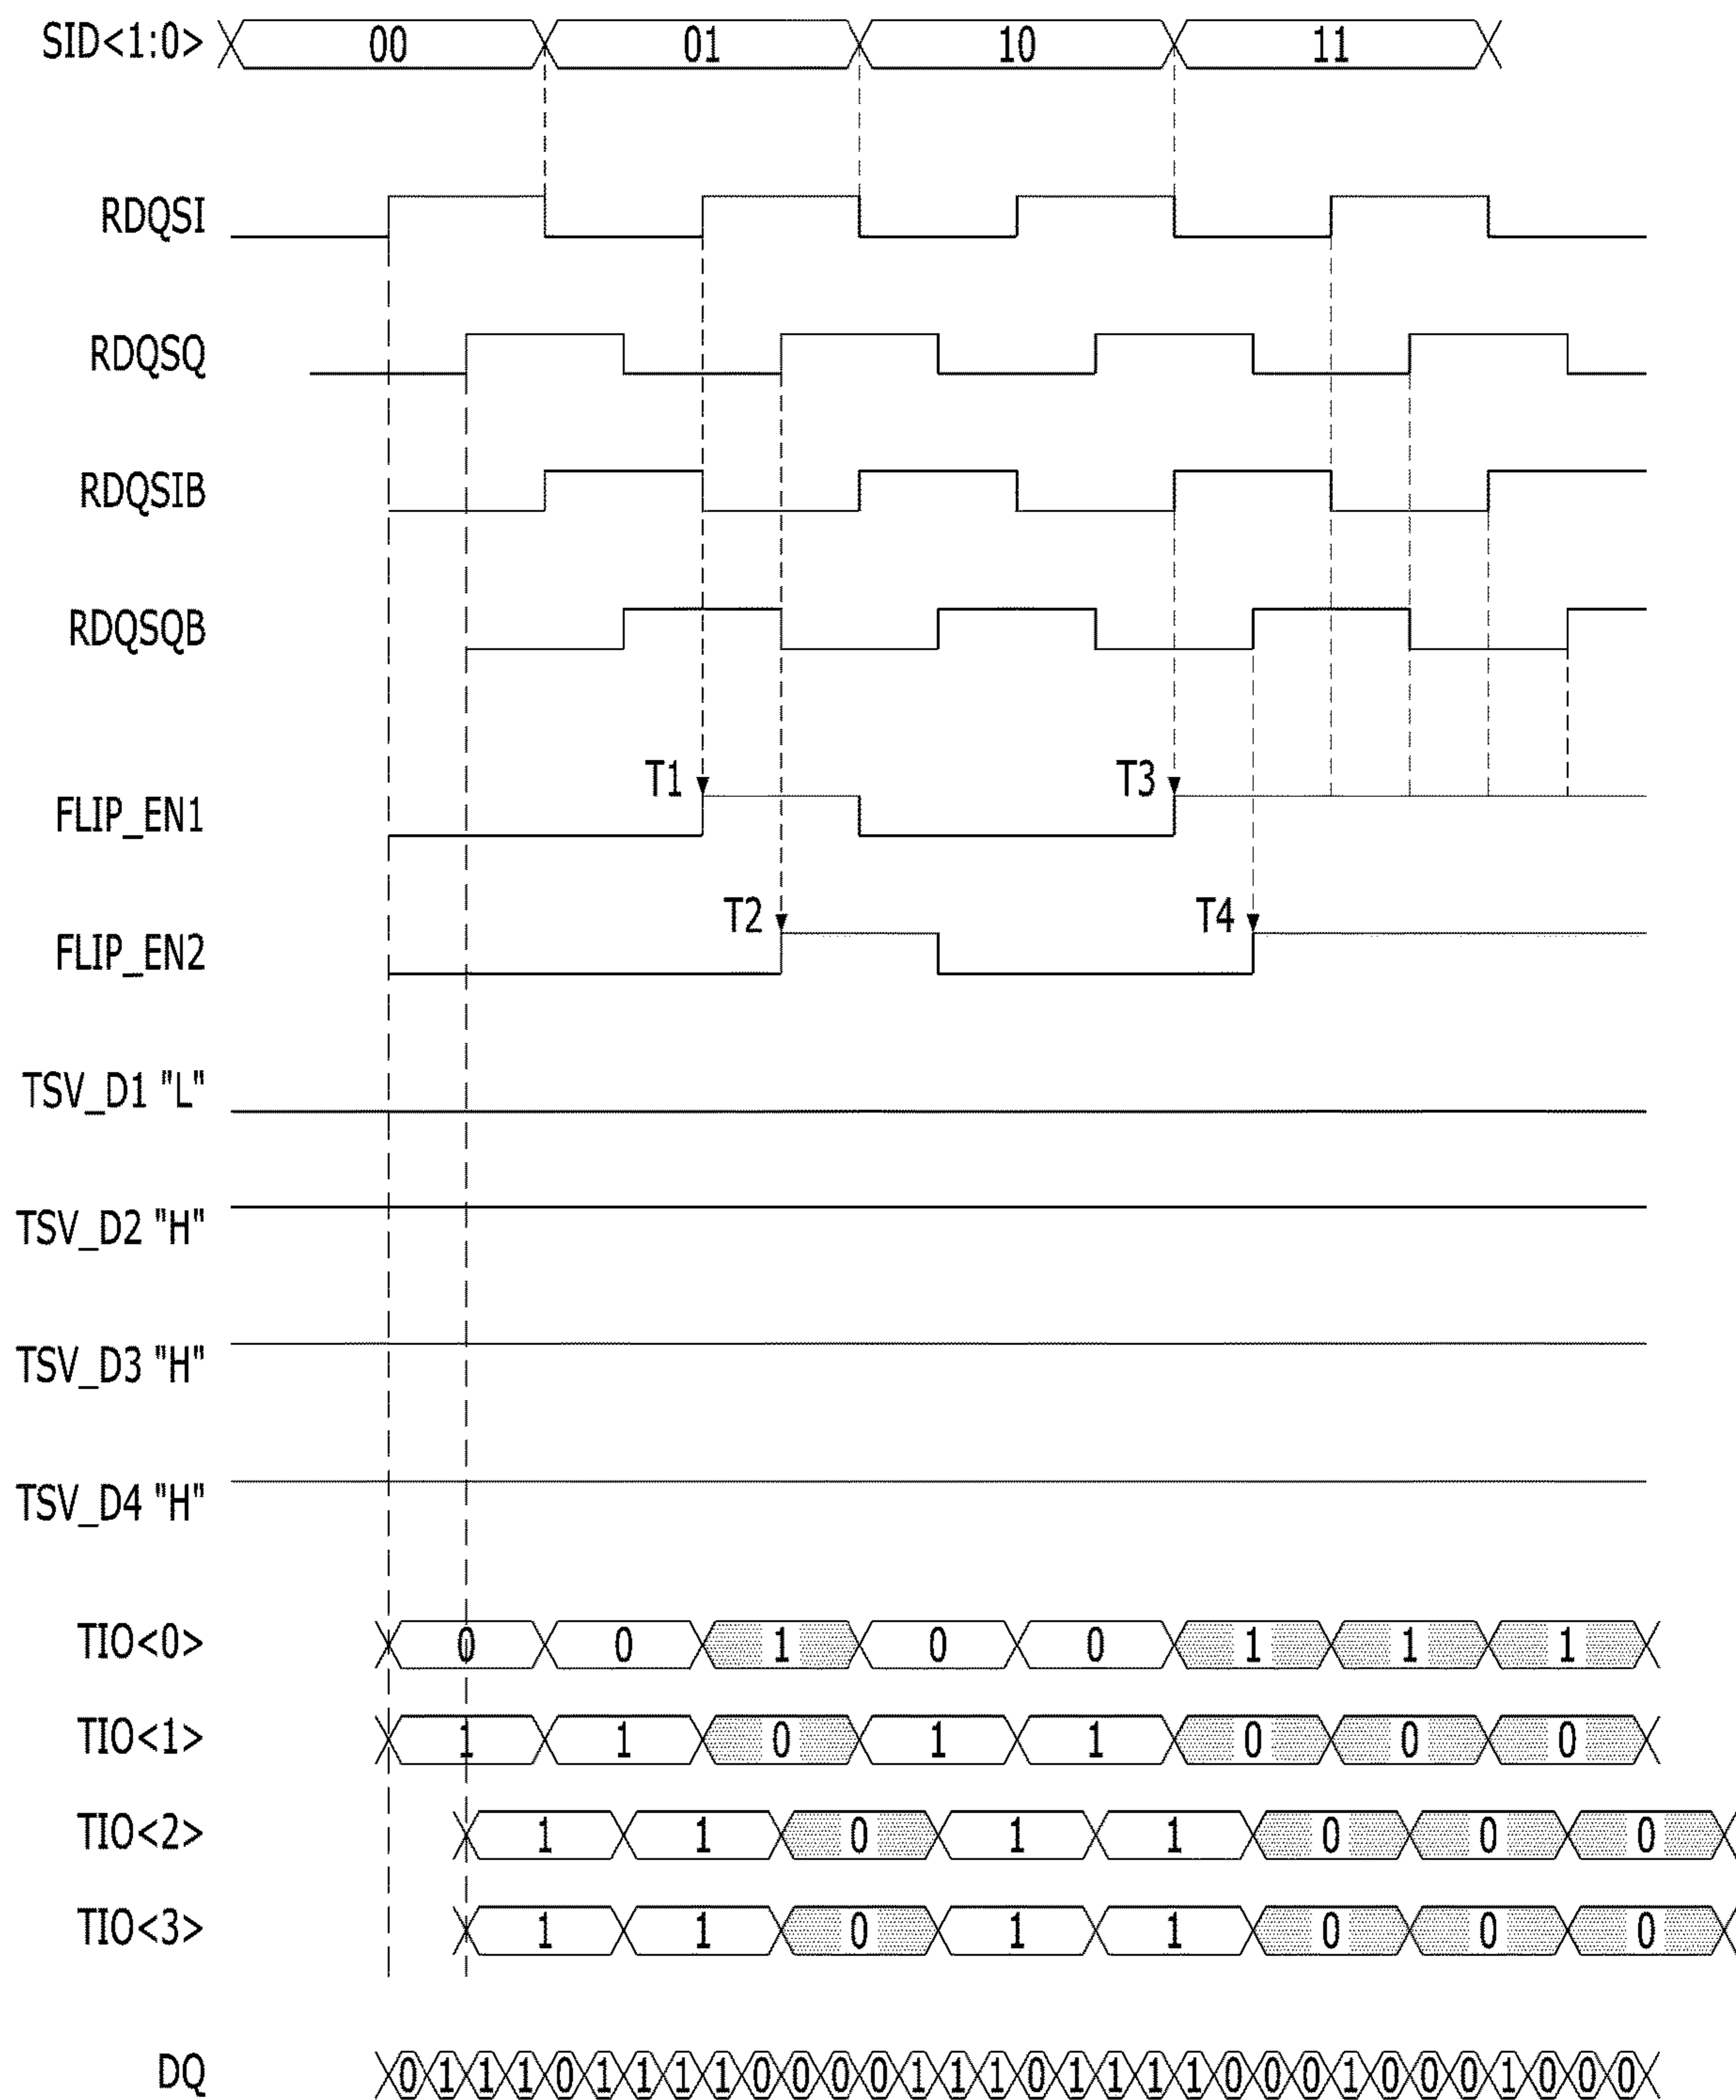 SID<1:0> 00 01 10 11
RDQSI
RDQSQ
RDQSIB
RDQSQB
T1 T3
FLIP_EN1
T2 T4
FLIP_EN2
TSV_D1 "L"
TSV_D2 "H"
TSV_D3 "H"
TSV_D4 "H"
TIO<0> 0 0 1 0 0 1 1 1
TIO<1> 1 1 0 1 1 0 0 0
TIO<2> 1 1 0 1 1 0 0 0
TIO<3> 1 1 0 1 1 0 0 0
DQ 0 1 1 1 0 1 1 1 1 0 0 0 0 1 1 1 0 1 1 1 1 0 0 0 1 0 0 0 1 0 0 0